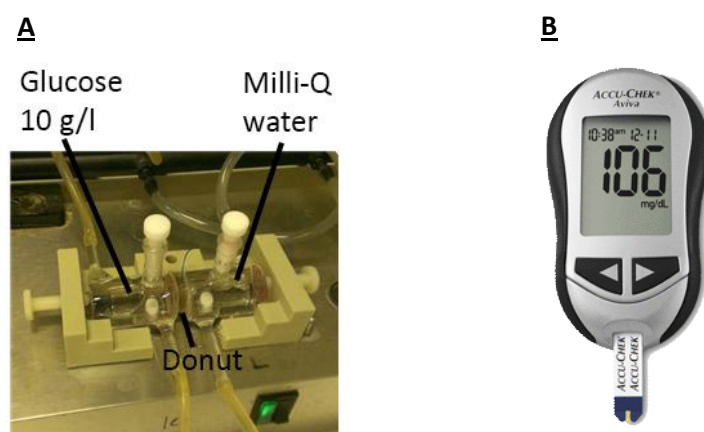 A
B
Glucose
10 g/l
Milli-Q
water
Donut
ACCU-CHEK®
Aviva
10:38am 12-11
106
mg/dL
ACCU-CHEK
ACCU-CHEK